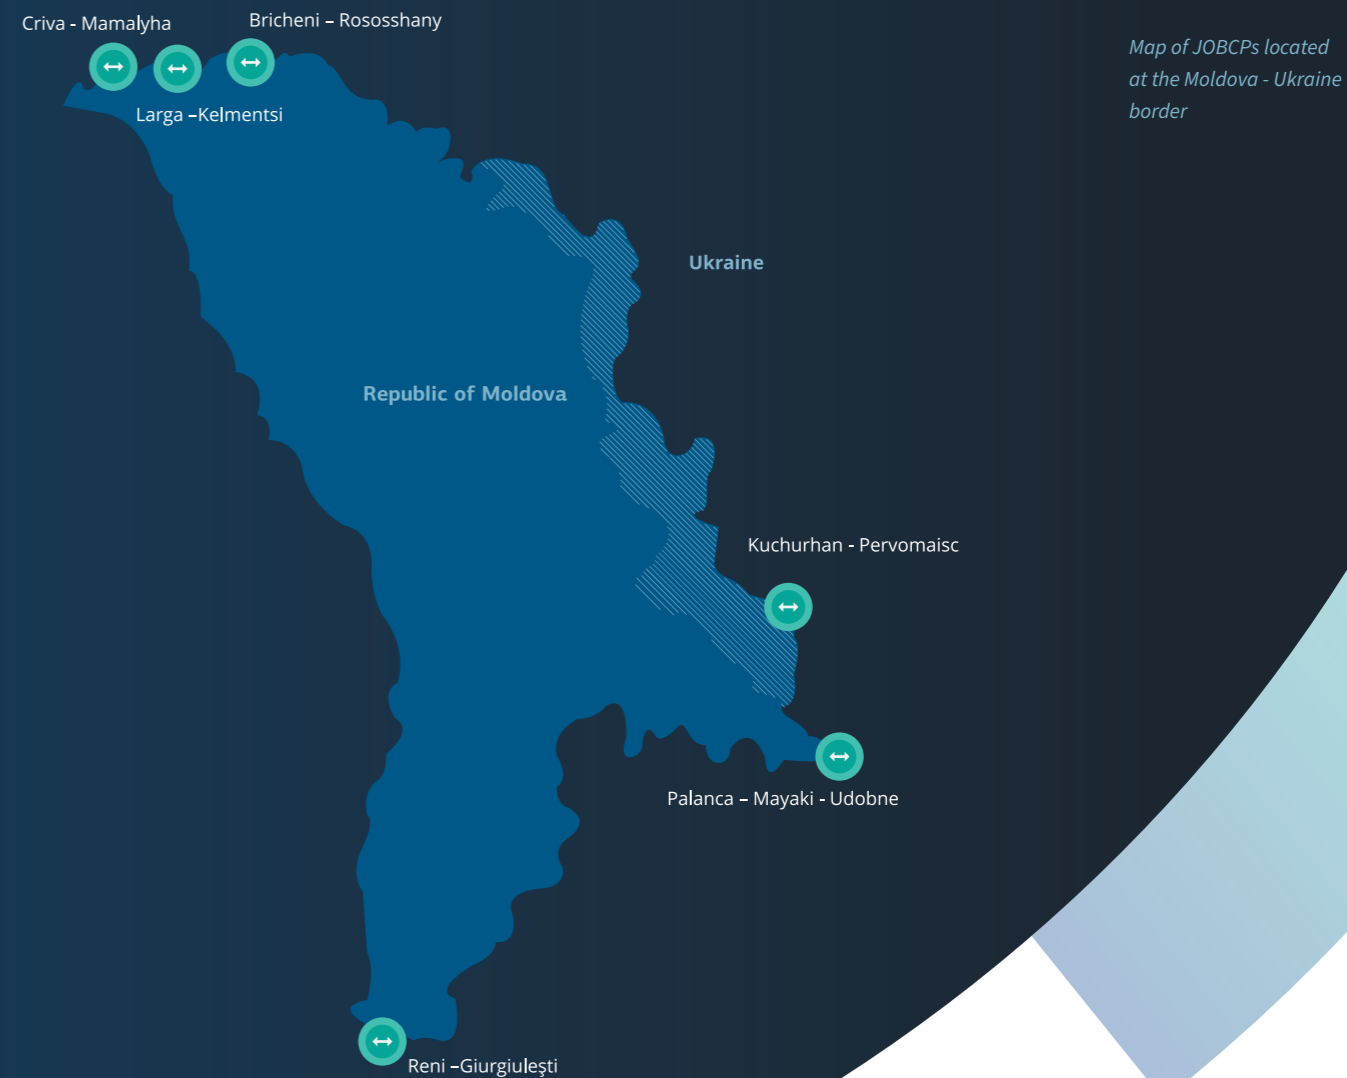 Criva - Mamalyha
Bricheni – Rososshany
Larga –Kelmentsi
Map of JOBCPs located
at the Moldova - Ukraine
border
Ukraine
Republic of Moldova
Kuchurhan - Pervomaisc
Palanca – Mayaki - Udobne
Reni –Giurgiulești